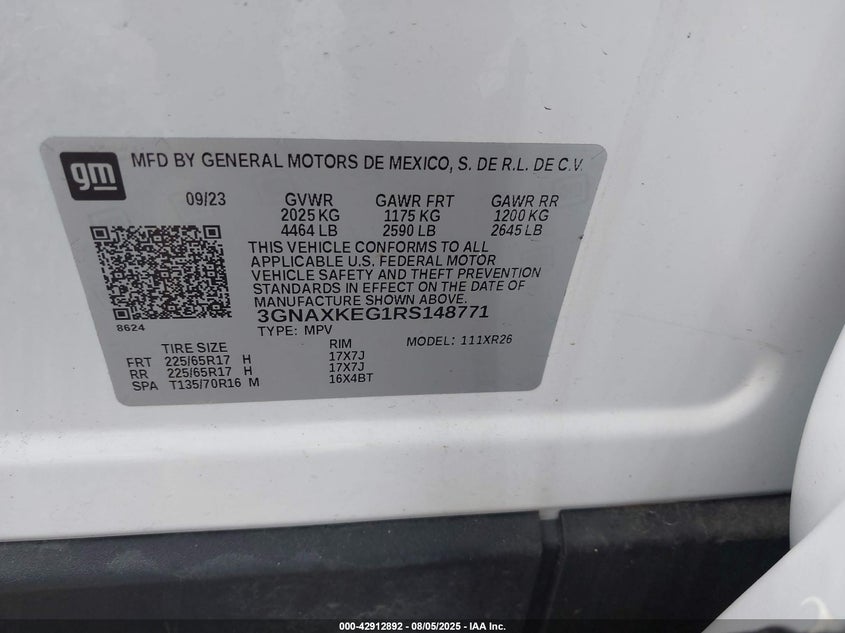 gm
MFD BY GENERAL MOTORS DE MEXICO, S. DE R.L. DE C.V.
09/23 GVWR GAWR FRT GAWR RR
2025 KG 1175 KG 1200 KG
4464 LB 2590 LB 2645 LB
THIS VEHICLE CONFORMS TO ALL
APPLICABLE U.S. FEDERAL MOTOR
VEHICLE SAFETY AND THEFT PREVENTION
STANDARDS IN EFFECT ON THE DATE OF
MANUFACTURE SHOWN ABOVE.
3GNAXKEG1RS148771
8624 TYPE: MPV
TIRE SIZE RIM MODEL: 111XR26
FRT 225/65R17 H 17X7J
RR 225/65R17 H 17X7J
SPA T135/70R16 M 16X4BT
000-42912892 - 08/05/2025 - IAA Inc.